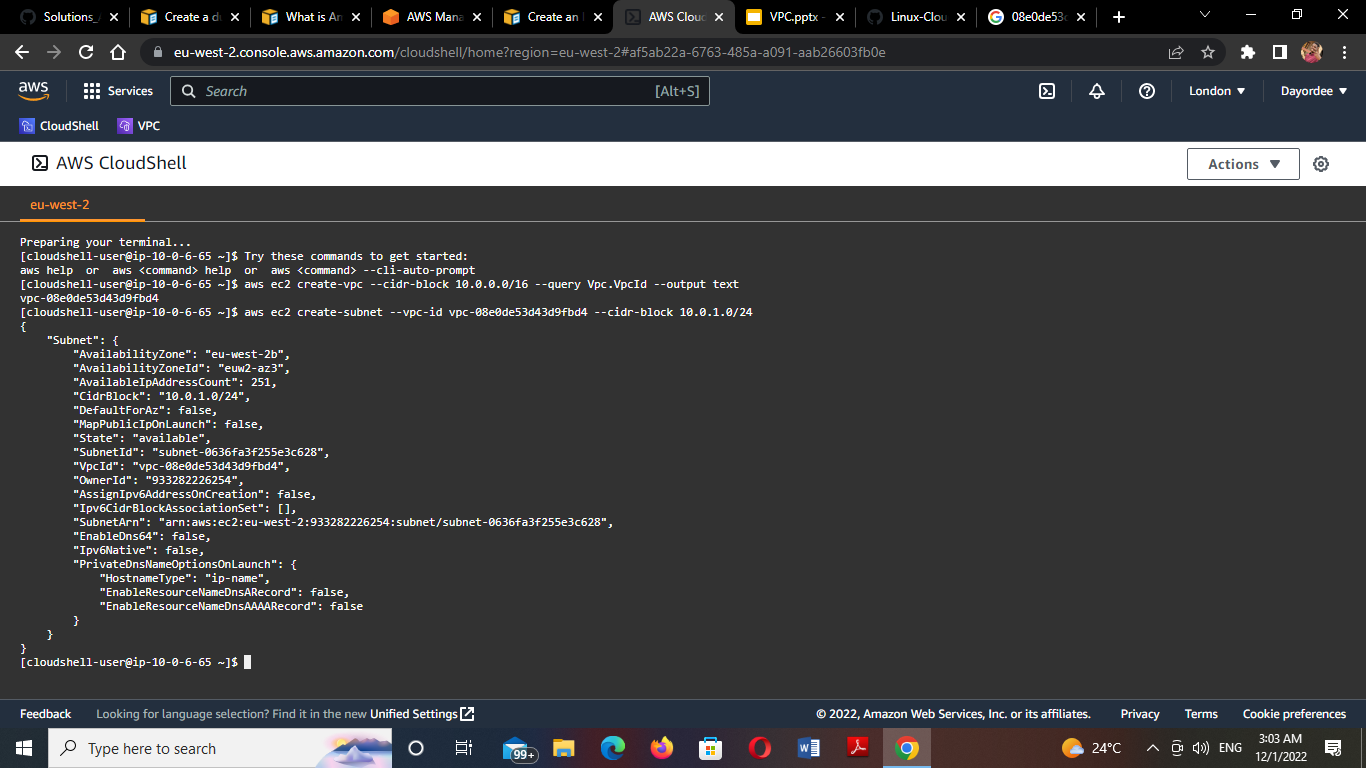 Solutions_
Create a d
What is An
AWS Mana
Create an
AWS Clou
VPC.pptx -
Linux-Clou
08e0de53
eu-west-2.console.aws.amazon.com/cloudshell/home?region=eu-west-2#af5ab22a-6763-485a-a091-aab26603fb0e
aws
Services
Search
[Alt+S]
London
Dayordee
CloudShell
VPC
AWS CloudShell
Actions
eu-west-2
Preparing your terminal...
[cloudshell-user@ip-10-0-6-65 ~]$ Try these commands to get started:
aws help  or  aws <command> help  or  aws <command> --cli-auto-prompt
[cloudshell-user@ip-10-0-6-65 ~]$ aws ec2 create-vpc --cidr-block 10.0.0.0/16 --query Vpc.VpcId --output text
vpc-08e0de53d43d9fbd4
[cloudshell-user@ip-10-0-6-65 ~]$ aws ec2 create-subnet --vpc-id vpc-08e0de53d43d9fbd4 --cidr-block 10.0.1.0/24
{
    "Subnet": {
        "AvailabilityZone": "eu-west-2b",
        "AvailabilityZoneId": "euw2-az3",
        "AvailableIpAddressCount": 251,
        "CidrBlock": "10.0.1.0/24",
        "DefaultForAz": false,
        "MapPublicIpOnLaunch": false,
        "State": "available",
        "SubnetId": "subnet-0636fa3f255e3c628",
        "VpcId": "vpc-08e0de53d43d9fbd4",
        "OwnerId": "933282226254",
        "AssignIpv6AddressOnCreation": false,
        "Ipv6CidrBlockAssociationSet": [],
        "SubnetArn": "arn:aws:ec2:eu-west-2:933282226254:subnet/subnet-0636fa3f255e3c628",
        "EnableDns64": false,
        "Ipv6Native": false,
        "PrivateDnsNameOptionsOnLaunch": {
            "HostnameType": "ip-name",
            "EnableResourceNameDnsARecord": false,
            "EnableResourceNameDnsAAAARecord": false
        }
    }
}
[cloudshell-user@ip-10-0-6-65 ~]$
Feedback
Looking for language selection? Find it in the new Unified Settings
© 2022, Amazon Web Services, Inc. or its affiliates.
Privacy
Terms
Cookie preferences
Type here to search
99+
24°C
ENG
3:03 AM
12/1/2022